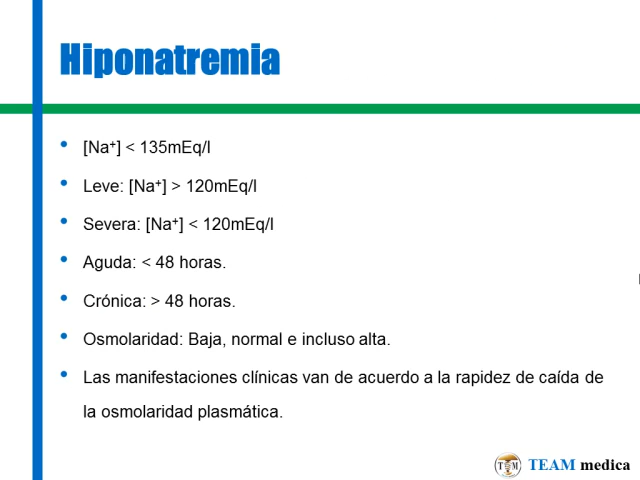 Hiponatremia
• [Na⁺] < 135mEq/l
• Leve: [Na⁺] > 120mEq/l
• Severa: [Na⁺] < 120mEq/l
• Aguda: < 48 horas.
• Crónica: > 48 horas.
• Osmolaridad: Baja, normal e incluso alta.
• Las manifestaciones clínicas van de acuerdo a la rapidez de caída de
la osmolaridad plasmática.
TEAM medica